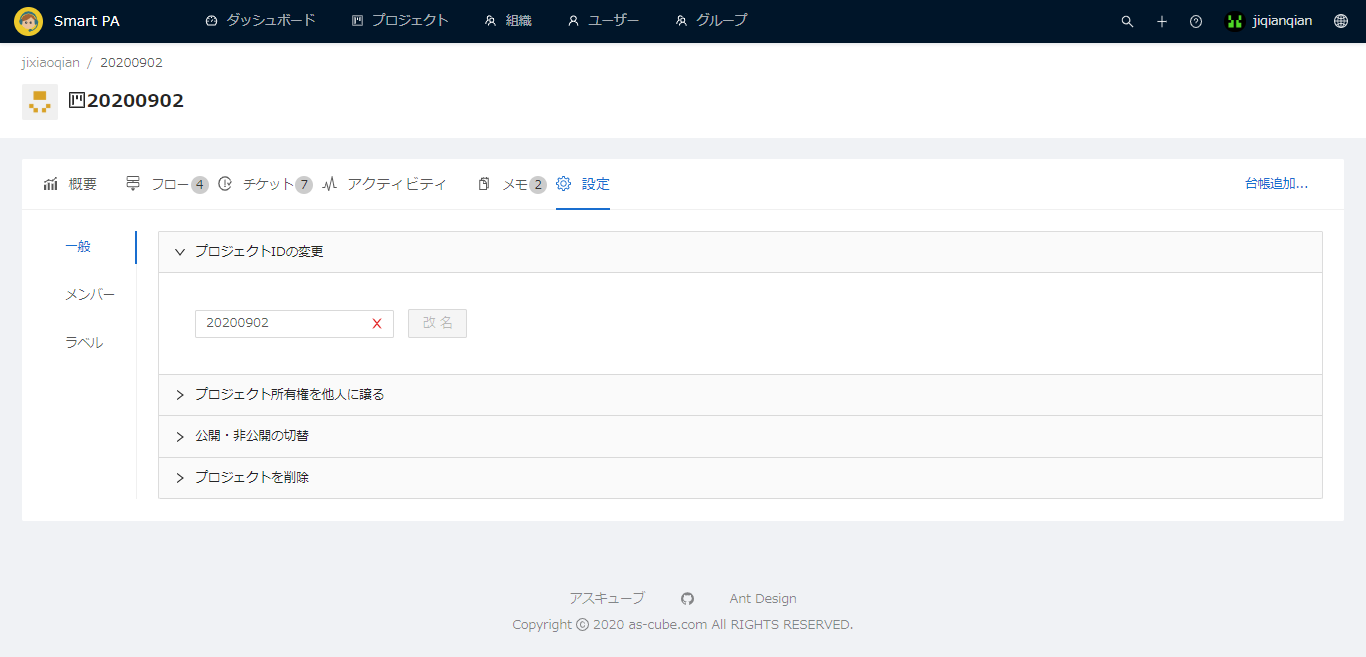 Smart PA ダッシュボード プロジェクト 組織 ユーザー グループ jiqianqian
jixiaoqian / 20200902
20200902
概要 フロー 4 チケット 7 アクティビティ メモ 2 設定 台帳追加...
一般
メンバー
ラベル
プロジェクトIDの変更
20200902 改 名
プロジェクト所有権を他人に譲る
公開・非公開の切替
プロジェクトを削除
アスキューブ Ant Design
Copyright © 2020 as-cube.com All RIGHTS RESERVED.